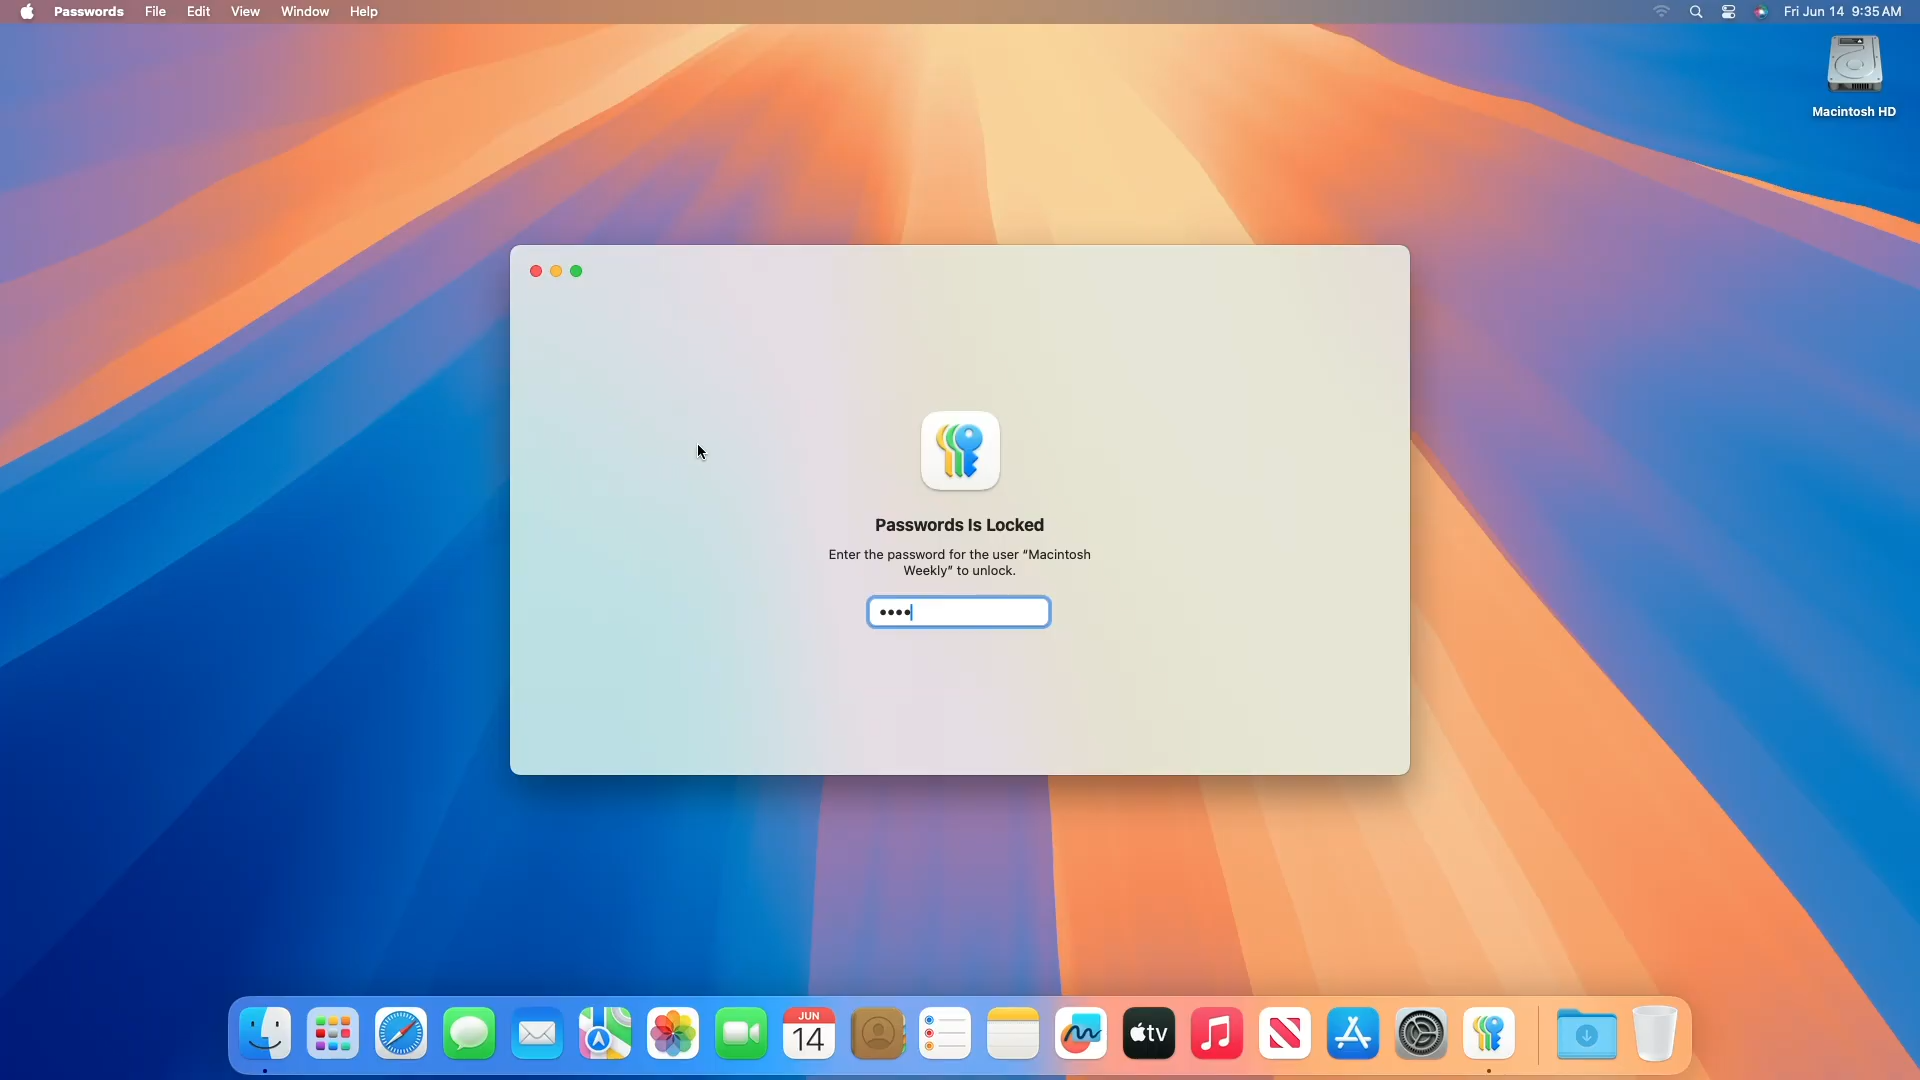 Passwords File Edit View Window Help Fri Jun 14 9:35 AM
Macintosh HD
Passwords Is Locked
Enter the password for the user “Macintosh
Weekly” to unlock.
••••
JUN
14
tv